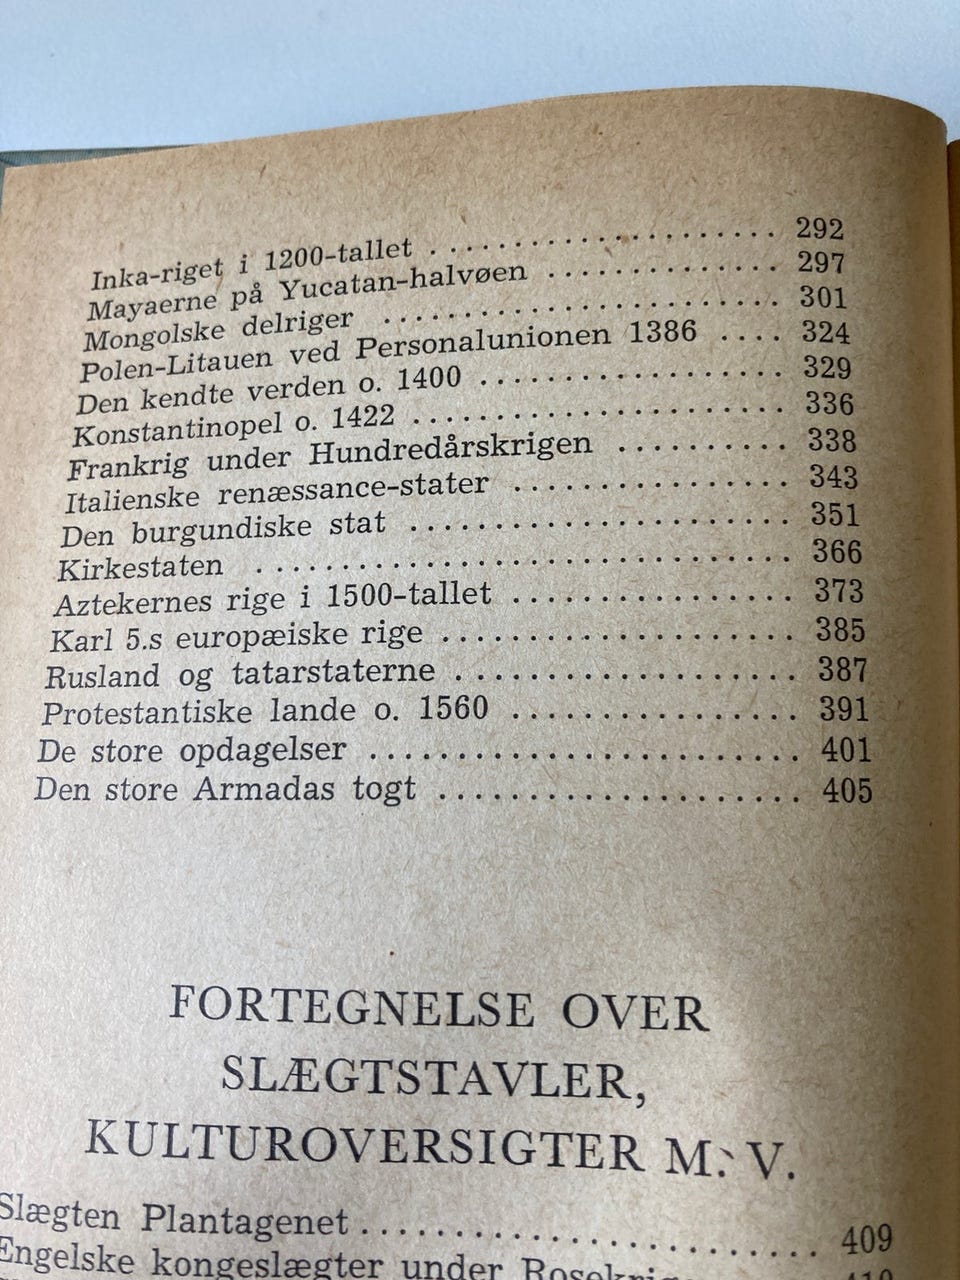 Inka-riget i 1200-tallet . . . . . . . . . . . . . . . . . . . . 292
Mayaerne på Yucatan-halvøen . . . . . . . . . . . . . 297
Mongolske delriger . . . . . . . . . . . . . . . . . . . . . . . 301
Polen-Litauen ved Personalunionen 1386 . . . . 324
Den kendte verden o. 1400 . . . . . . . . . . . . . . . . . 329
Konstantinopel o. 1422 . . . . . . . . . . . . . . . . . . . . . 336
Frankrig under Hundredårskrigen . . . . . . . . . . 338
Italienske renæssance-stater . . . . . . . . . . . . . . . . 343
Den burgundiske stat . . . . . . . . . . . . . . . . . . . . . . 351
Kirkestaten . . . . . . . . . . . . . . . . . . . . . . . . . . . . . . . 366
Aztekernes rige i 1500-tallet . . . . . . . . . . . . . . . . 373
Karl 5.s europæiske rige . . . . . . . . . . . . . . . . . . . . 385
Rusland og tatarstaterne . . . . . . . . . . . . . . . . . . . 387
Protestantiske lande o. 1560 . . . . . . . . . . . . . . . . 391
De store opdagelser . . . . . . . . . . . . . . . . . . . . . . . . 401
Den store Armadas togt . . . . . . . . . . . . . . . . . . . . 405
FORTEGNELSE OVER
SLÆGTSTAVLER,
KULTUROVERSIGTER M. V.
Slægten Plantagenet . . . . . . . . . . . . . . . . . . . . . . . . 409
Engelske kongeslægter under